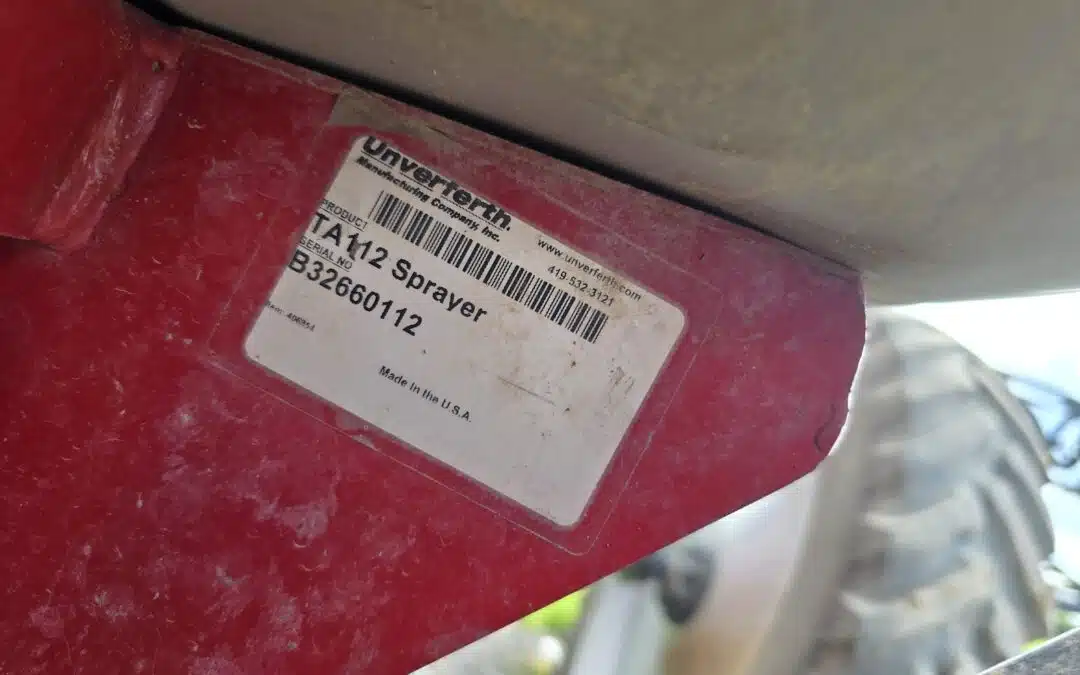 Unverferth.
Manufacturing Company, Inc.
www.unverferth.com
419-532-3121
PRODUCT
TA112 Sprayer
SERIAL NO
B32660112
Made in the U.S.A.